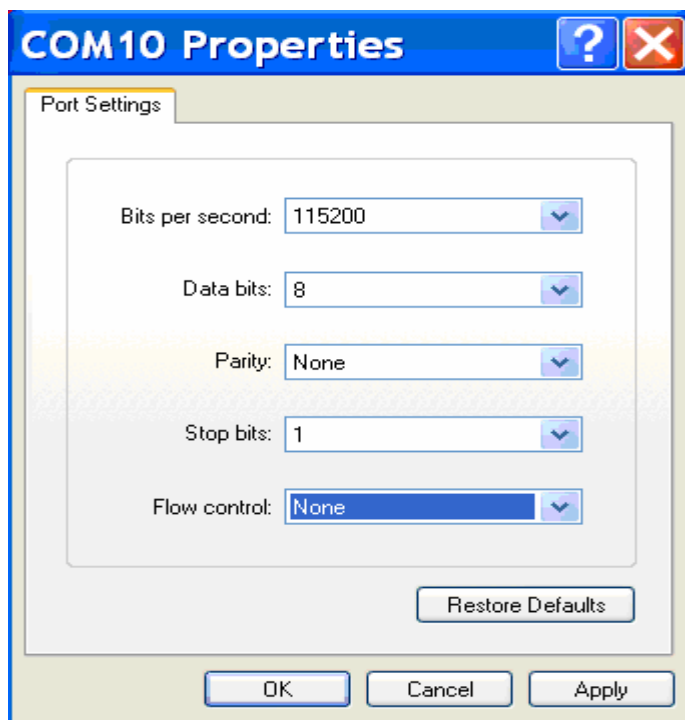 COM10 Properties
Port Settings
Bits per second: 115200
Data bits: 8
Parity: None
Stop bits: 1
Flow control: None
Restore Defaults
OK Cancel Apply